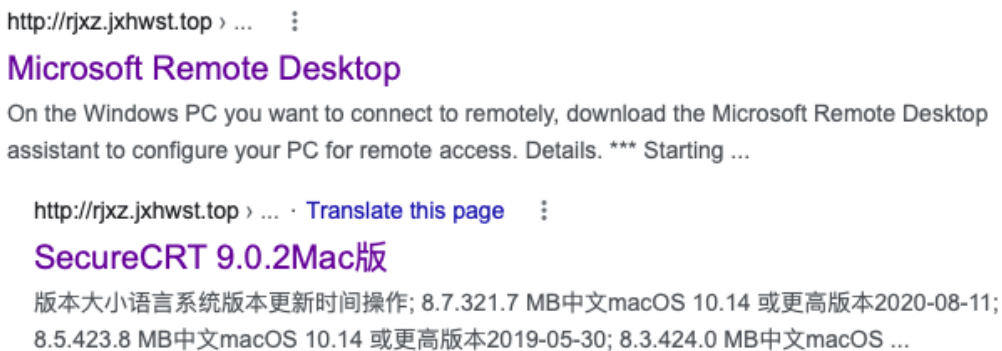 http://rjxz.jxhwst.top › ...
Microsoft Remote Desktop
On the Windows PC you want to connect to remotely, download the Microsoft Remote Desktop
assistant to configure your PC for remote access. Details. *** Starting ...
http://rjxz.jxhwst.top › ... · Translate this page
SecureCRT 9.0.2Mac版
版本大小语言系统版本更新时间操作; 8.7.321.7 MB中文macOS 10.14 或更高版本2020-08-11;
8.5.423.8 MB中文macOS 10.14 或更高版本2019-05-30; 8.3.424.0 MB中文macOS ...